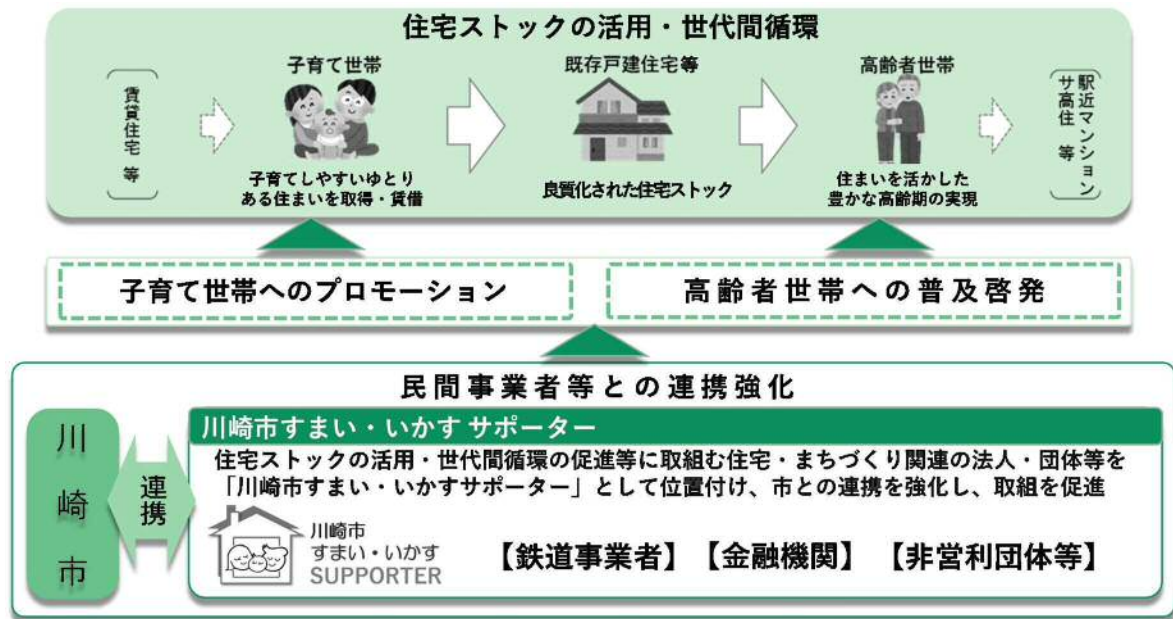 住宅ストックの活用・世代間循環
賃貸住宅 等
子育て世帯
子育てしやすいゆとり
ある住まいを取得・賃借
既存戸建住宅等
良質化された住宅ストック
高齢者世帯
住まいを活かした
豊かな高齢期の実現
駅近マンション
サ高住 等
子育て世帯へのプロモーション
高齢者世帯への普及啓発
民間事業者等との連携強化
川崎市
連携
川崎市すまい・いかす サポーター
住宅ストックの活用・世代間循環の促進等に取組む住宅・まちづくり関連の法人・団体等を
「川崎市すまい・いかすサポーター」として位置付け、市との連携を強化し、取組を促進
川崎市
すまい・いかす
SUPPORTER
【鉄道事業者】【金融機関】【非営利団体等】